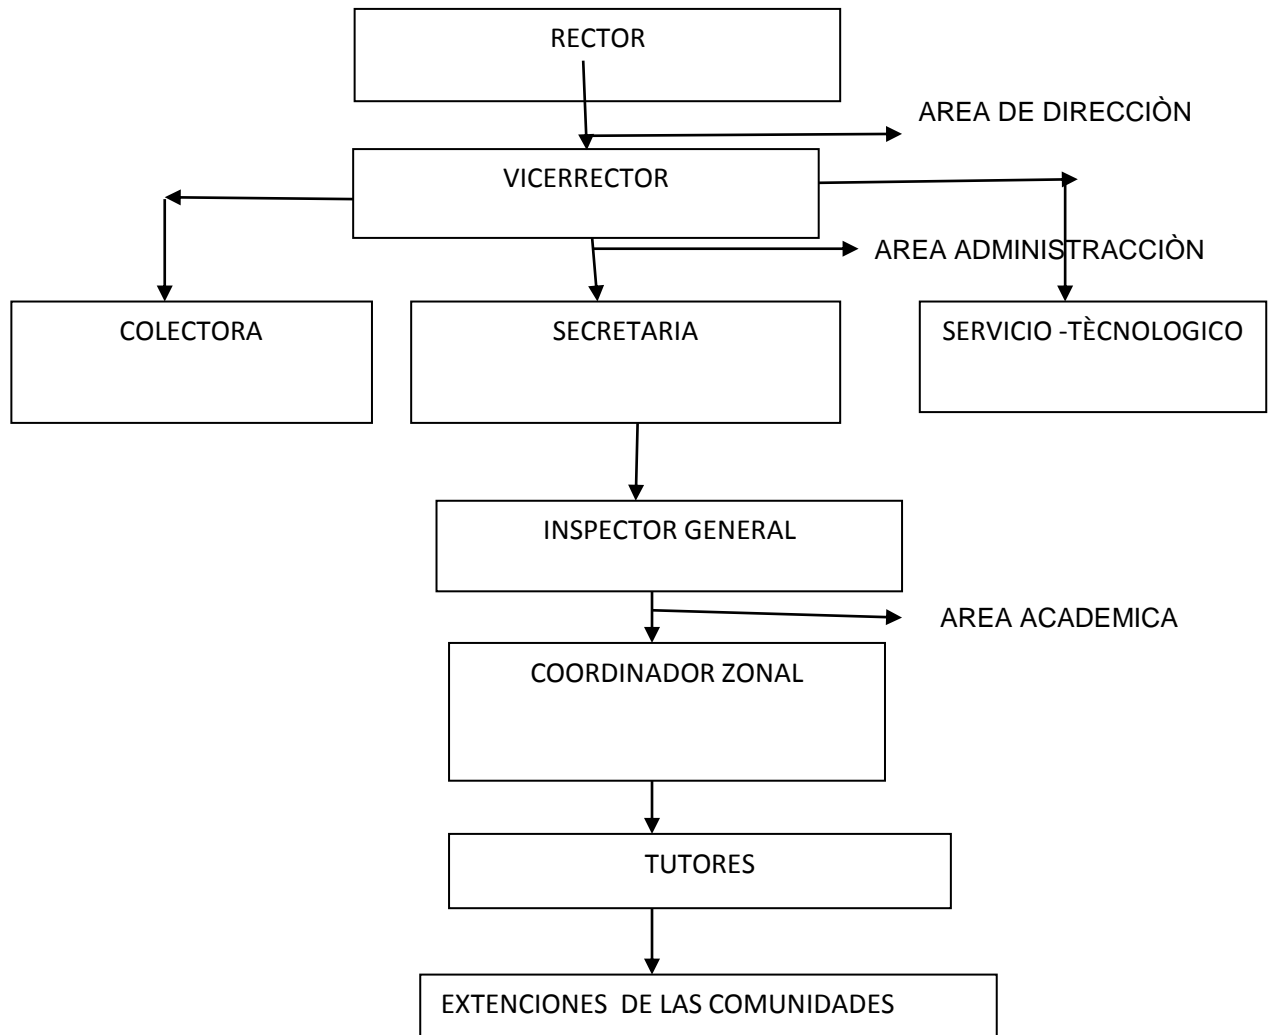 RECTOR
AREA DE DIRECCIÒN
VICERRECTOR
AREA ADMINISTRACCIÒN
COLECTORA
SECRETARIA
SERVICIO -TÈCNOLOGICO
INSPECTOR GENERAL
AREA ACADEMICA
COORDINADOR ZONAL
TUTORES
EXTENCIONES DE LAS COMUNIDADES